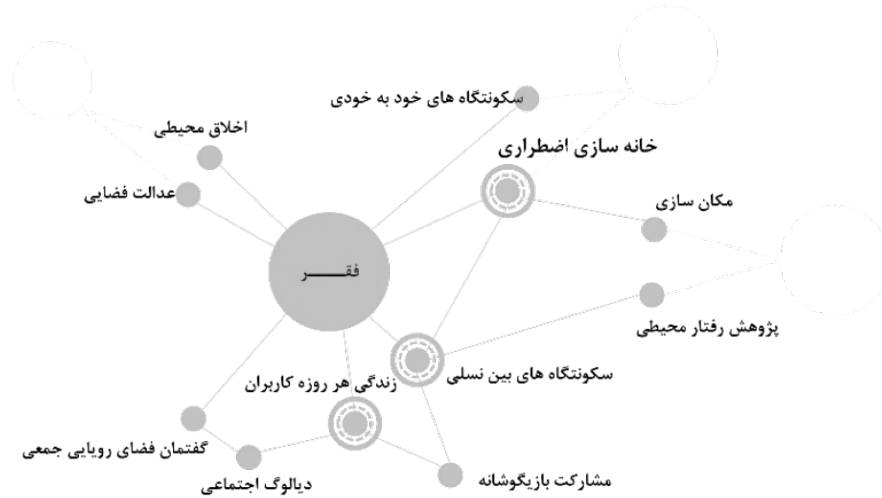 سکونتگاه های خود به خودی
اخلاق محیطی
خانه سازی اضطراری
عدالت فضایی
مکان سازی
فقـــــر
پژوهش رفتار محیطی
سکونتگاه های بین نسلی
زندگی هر روزه کاربران
گفتمان فضای رویایی جمعی
مشارکت بازیگوشانه
دیالوگ اجتماعی